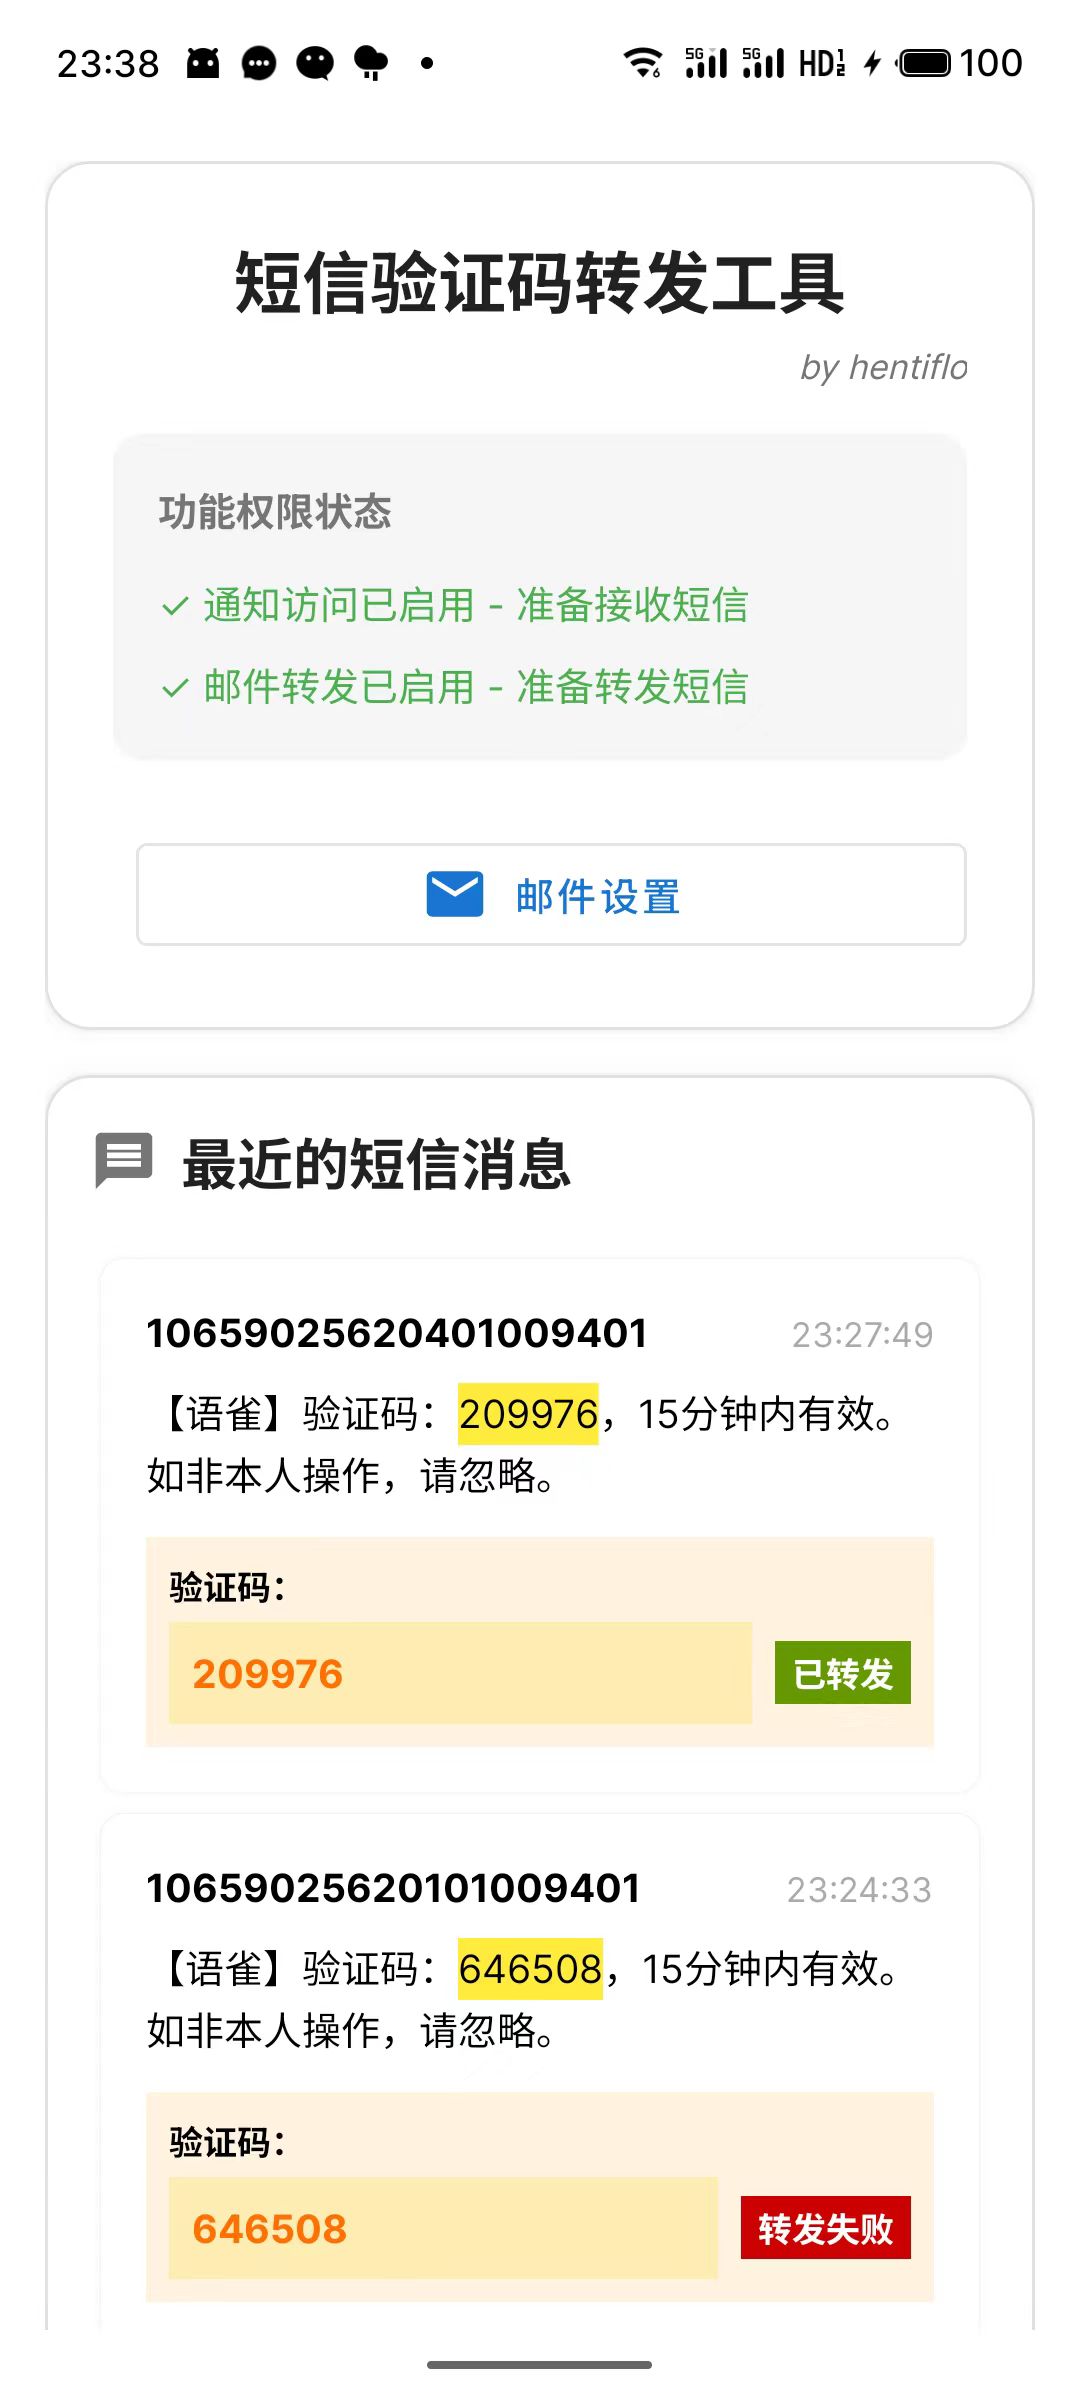 23:38
6 5G 5G HD 1 2 100
短信验证码转发工具
by hentiflo
功能权限状态
✓ 通知访问已启用 - 准备接收短信
✓ 邮件转发已启用 - 准备转发短信
邮件设置
最近的短信消息
10659025620401009401 23:27:49
【语雀】验证码：209976，15分钟内有效。
如非本人操作，请忽略。
验证码：
209976 已转发
10659025620101009401 23:24:33
【语雀】验证码：646508，15分钟内有效。
如非本人操作，请忽略。
验证码：
646508 转发失败